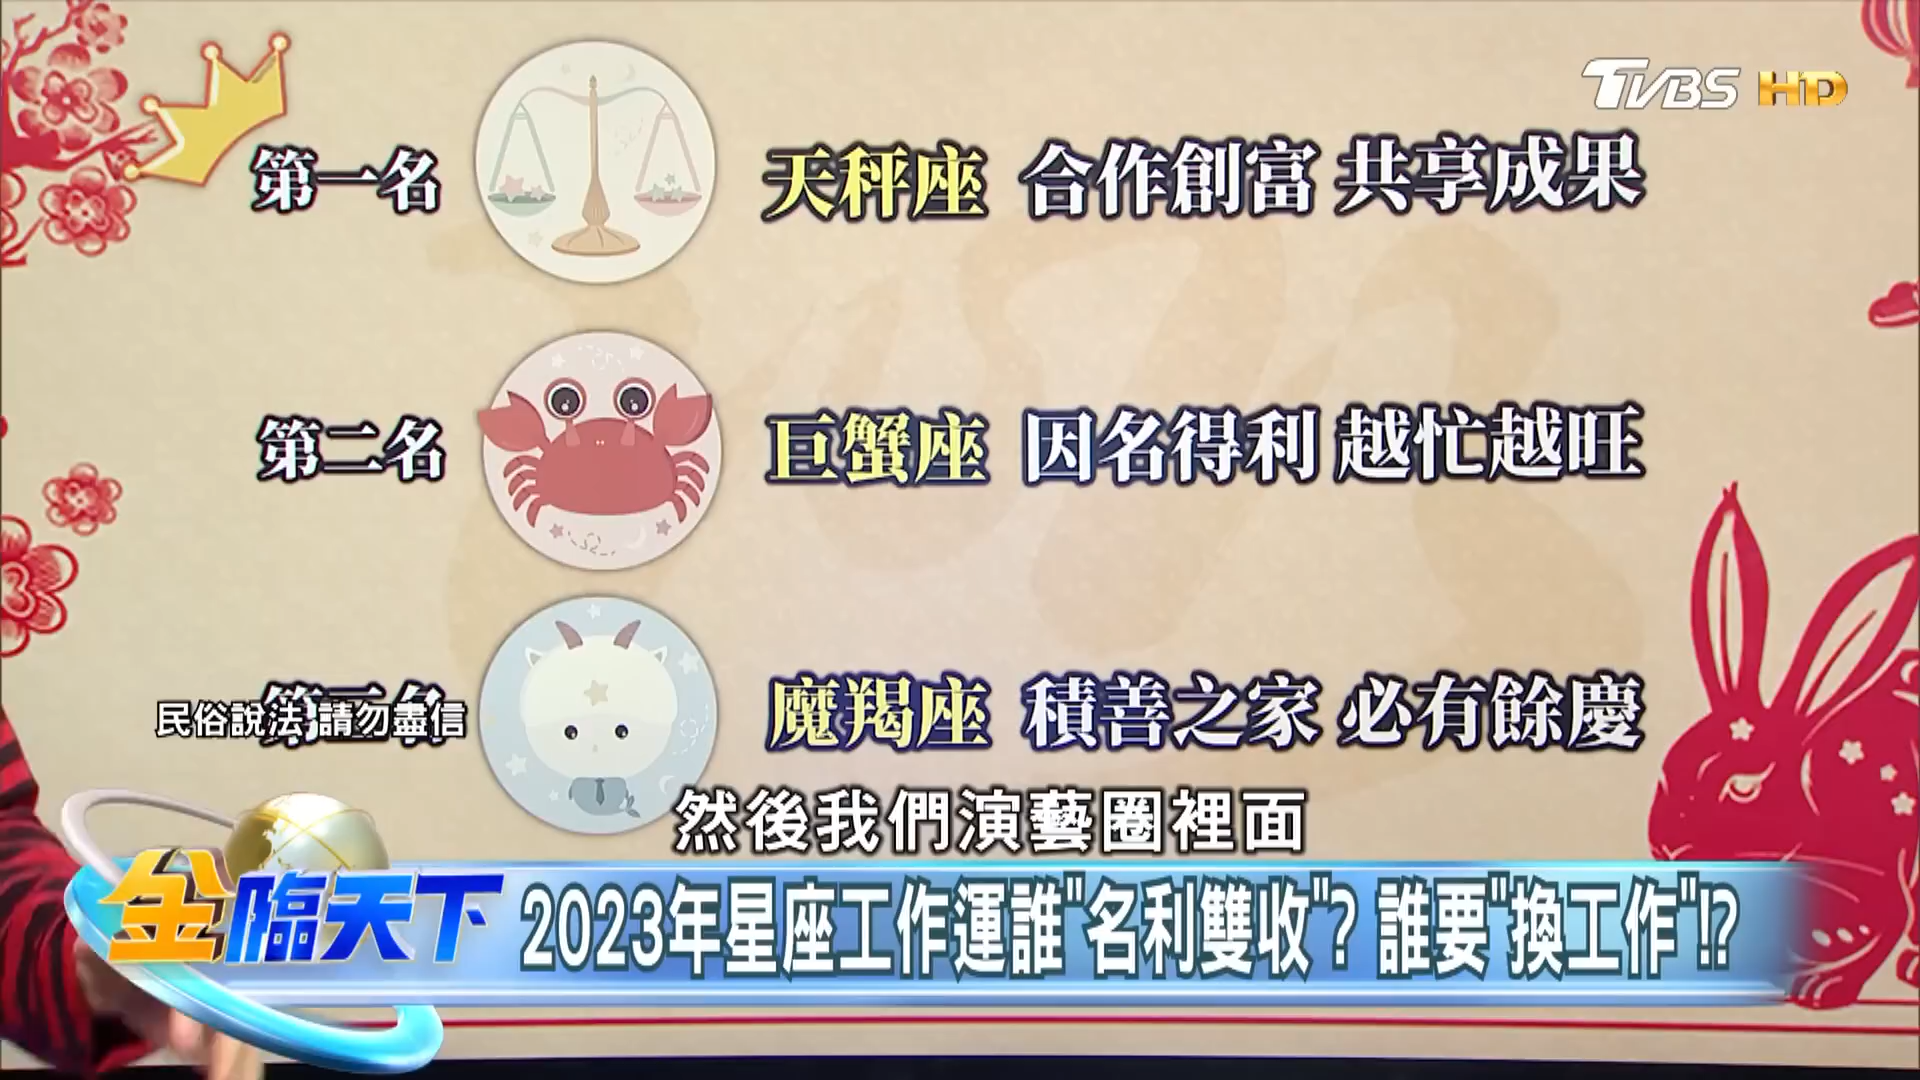 TVBS HD
第一名 天秤座 合作創富 共享成果
第二名 巨蟹座 因名得利 越忙越旺
第三名 魔羯座 積善之家 必有餘慶
民俗說法 請勿盡信
然後我們演藝圈裡面
金臨天下 2023年星座工作運誰"名利雙收"? 誰要"換工作"!?